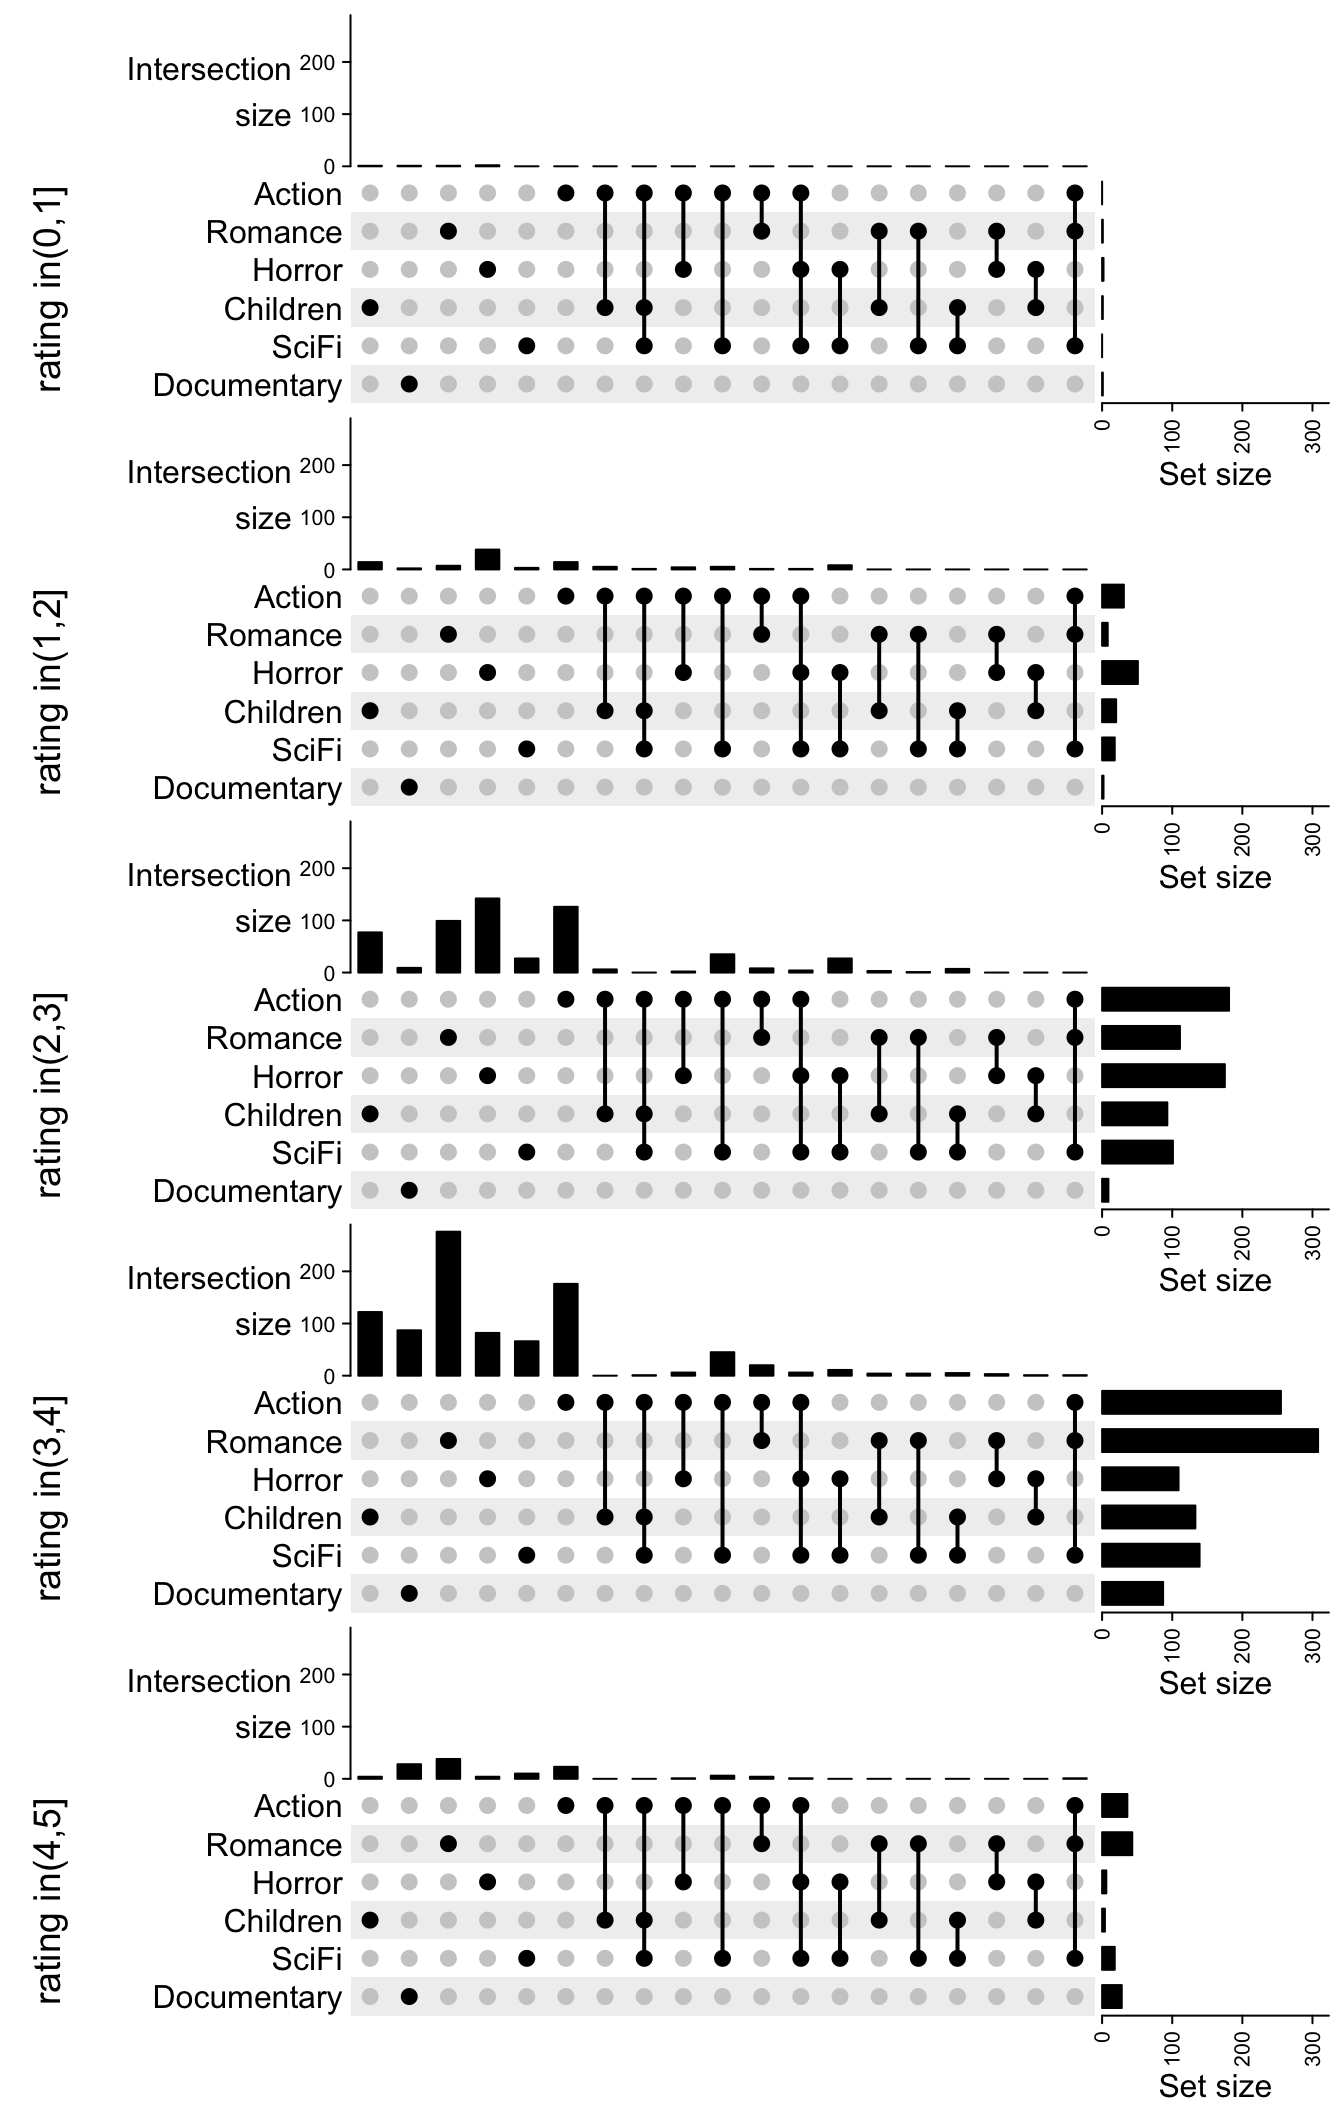 rating in(0,1]
Intersection
size
200
100
0
Action
Romance
Horror
Children
SciFi
Documentary
0 100 200 300
Set size
rating in(1,2]
Intersection
size
200
100
0
Action
Romance
Horror
Children
SciFi
Documentary
0 100 200 300
Set size
rating in(2,3]
Intersection
size
200
100
0
Action
Romance
Horror
Children
SciFi
Documentary
0 100 200 300
Set size
rating in(3,4]
Intersection
size
200
100
0
Action
Romance
Horror
Children
SciFi
Documentary
0 100 200 300
Set size
rating in(4,5]
Intersection
size
200
100
0
Action
Romance
Horror
Children
SciFi
Documentary
0 100 200 300
Set size